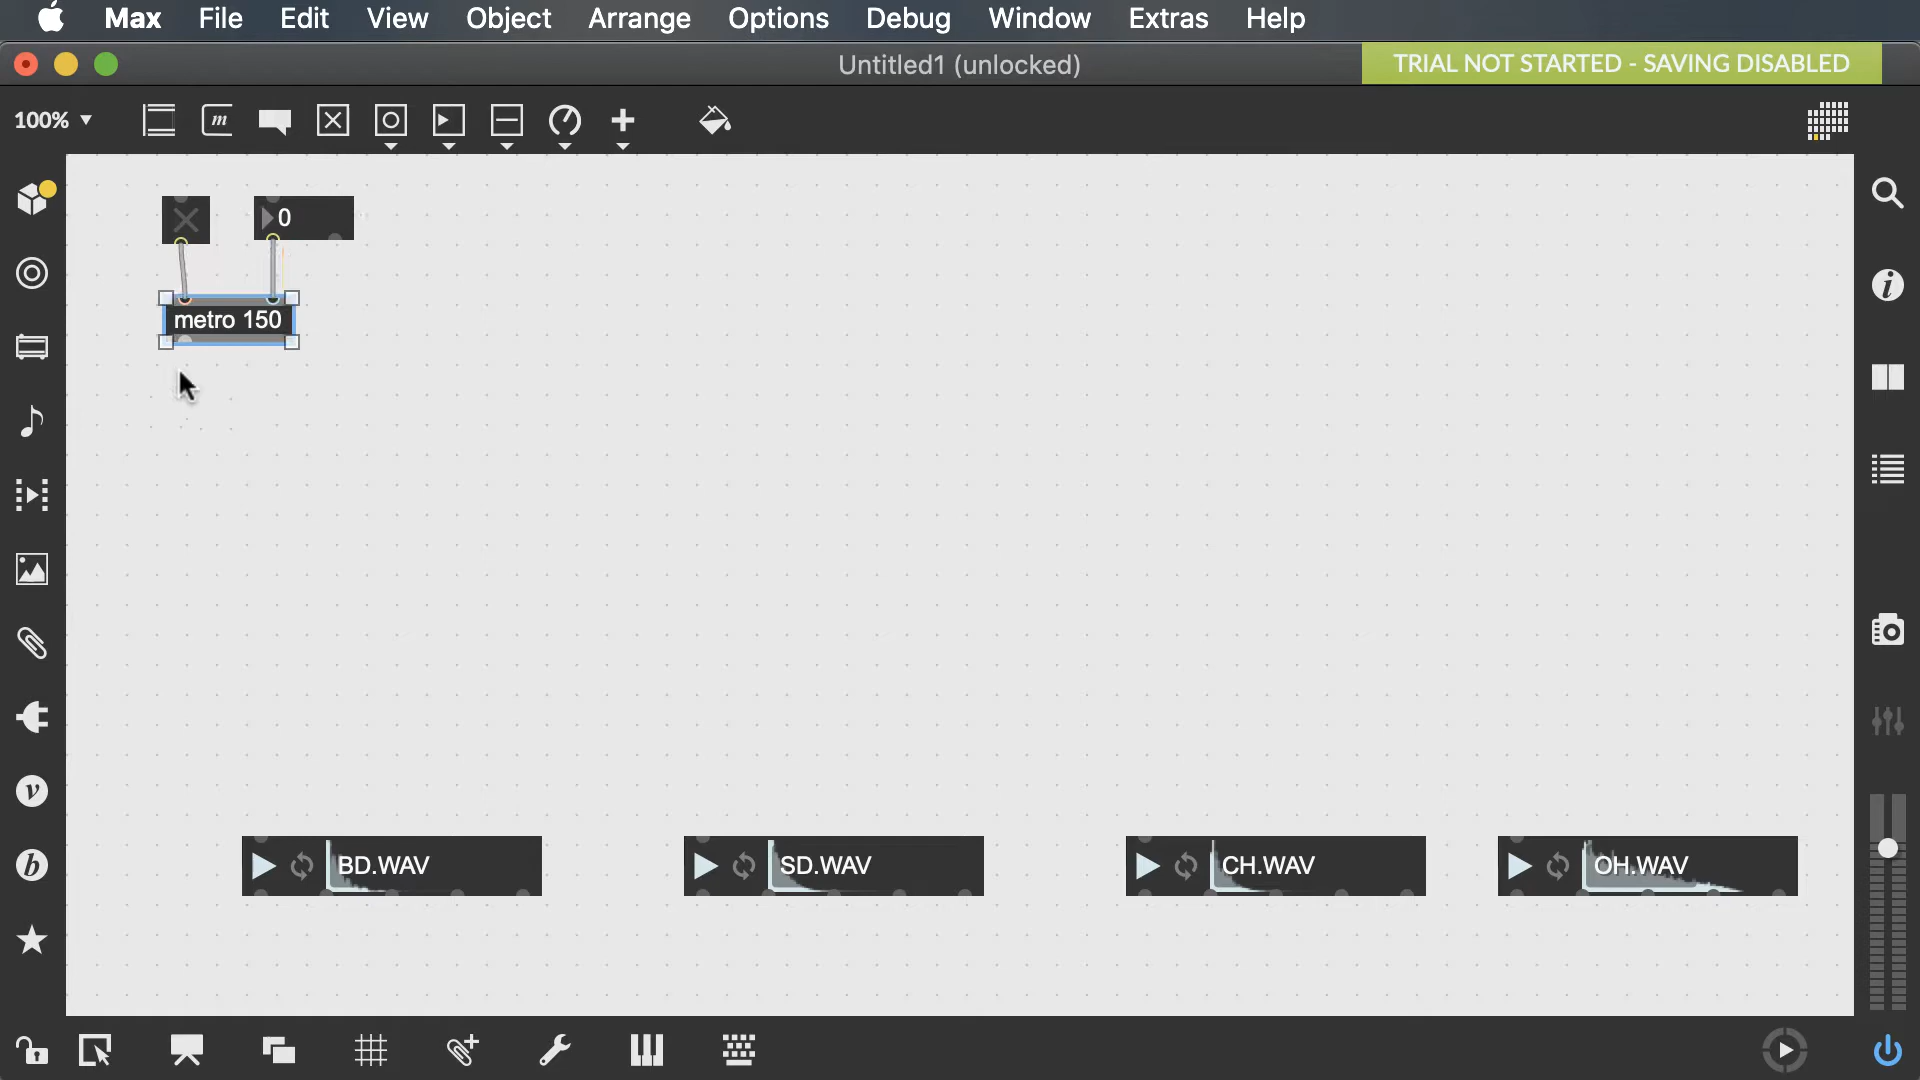 Max File Edit View Object Arrange Options Debug Window Extras Help
Untitled1 (unlocked)
TRIAL NOT STARTED - SAVING DISABLED
100%
m
0
metro 150
i
v
b
BD.WAV
SD.WAV
CH.WAV
OH.WAV